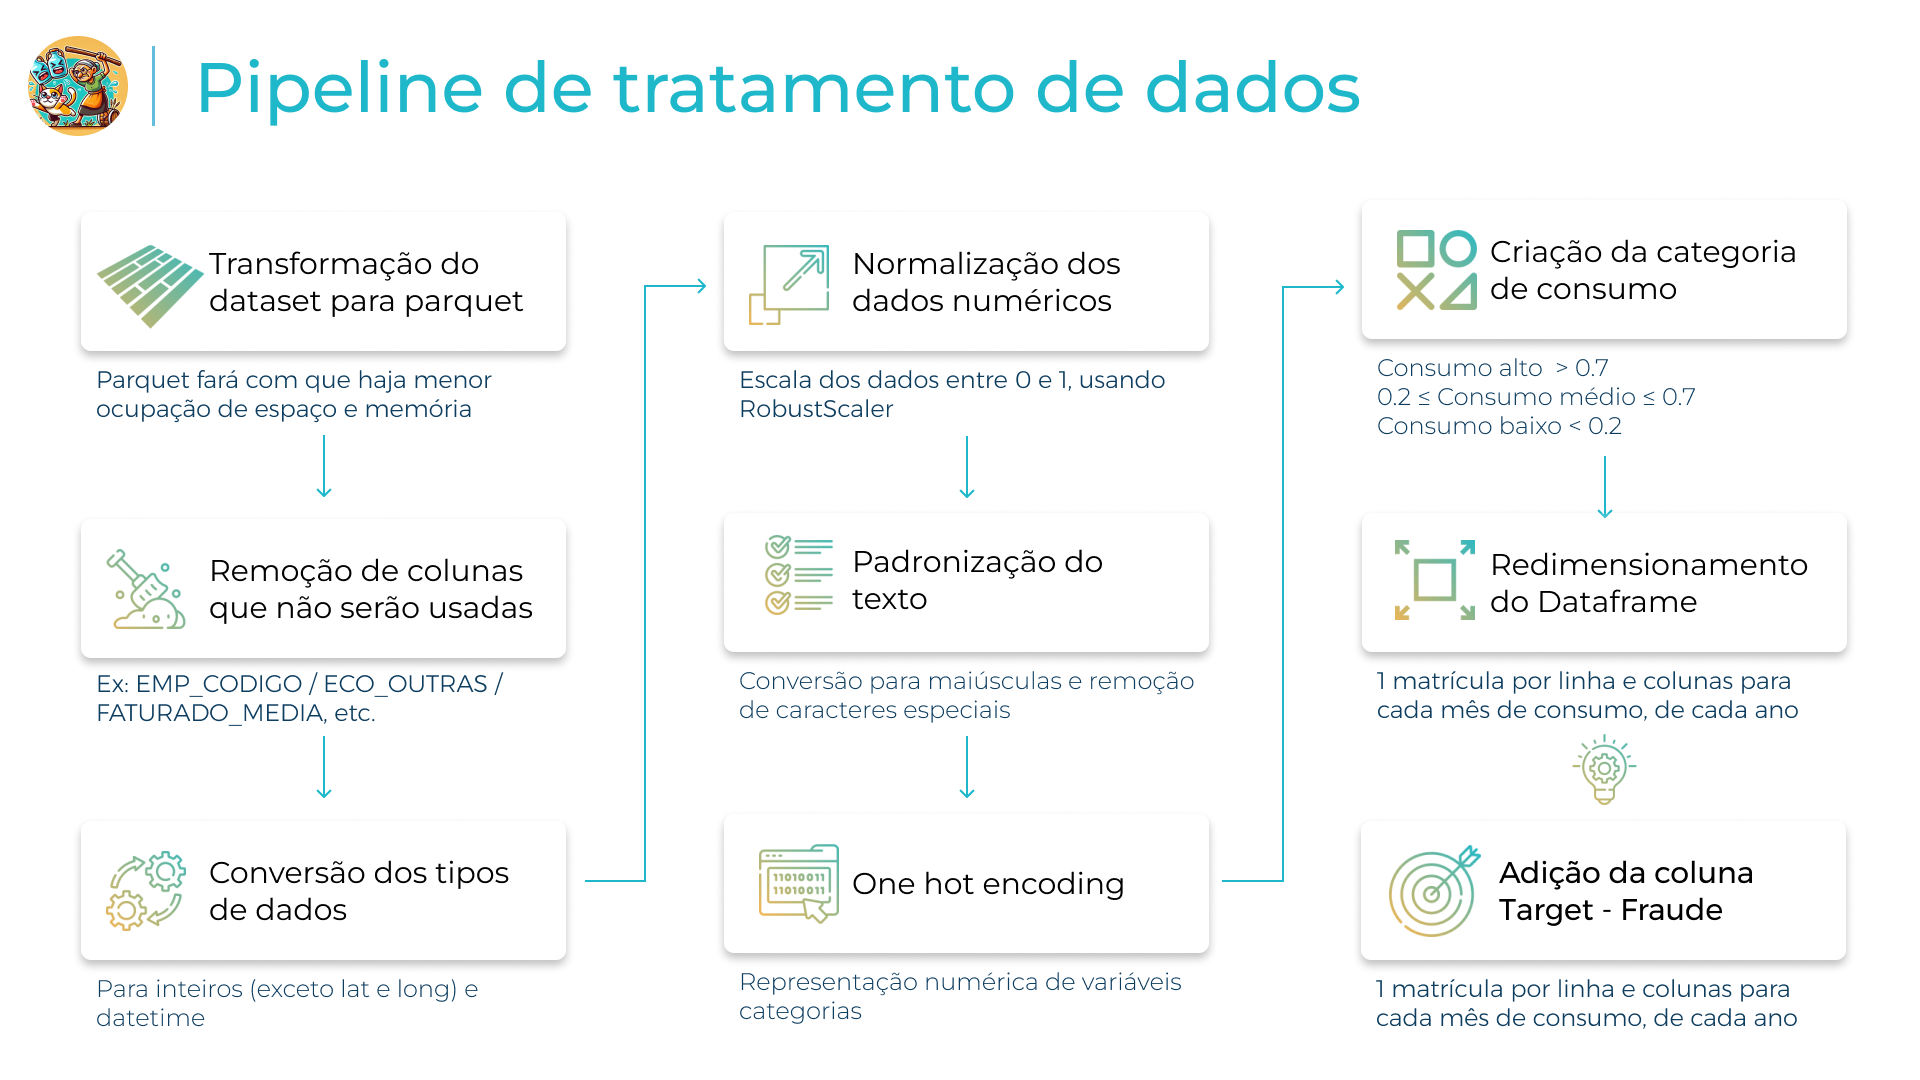 Pipeline de tratamento de dados
Transformação do
dataset para parquet
Parquet fará com que haja menor
ocupação de espaço e memória
Remoção de colunas
que não serão usadas
Ex: EMP_CODIGO / ECO_OUTRAS /
FATURADO_MEDIA, etc.
Conversão dos tipos
de dados
Para inteiros (exceto lat e long) e
datetime
Normalização dos
dados numéricos
Escala dos dados entre 0 e 1, usando
RobustScaler
Padronização do
texto
Conversão para maiúsculas e remoção
de caracteres especiais
11010011
11010011
One hot encoding
Representação numérica de variáveis
categorias
Criação da categoria
de consumo
Consumo alto > 0.7
0.2 ≤ Consumo médio ≤ 0.7
Consumo baixo < 0.2
Redimensionamento
do Dataframe
1 matrícula por linha e colunas para
cada mês de consumo, de cada ano
Adição da coluna
Target - Fraude
1 matrícula por linha e colunas para
cada mês de consumo, de cada ano